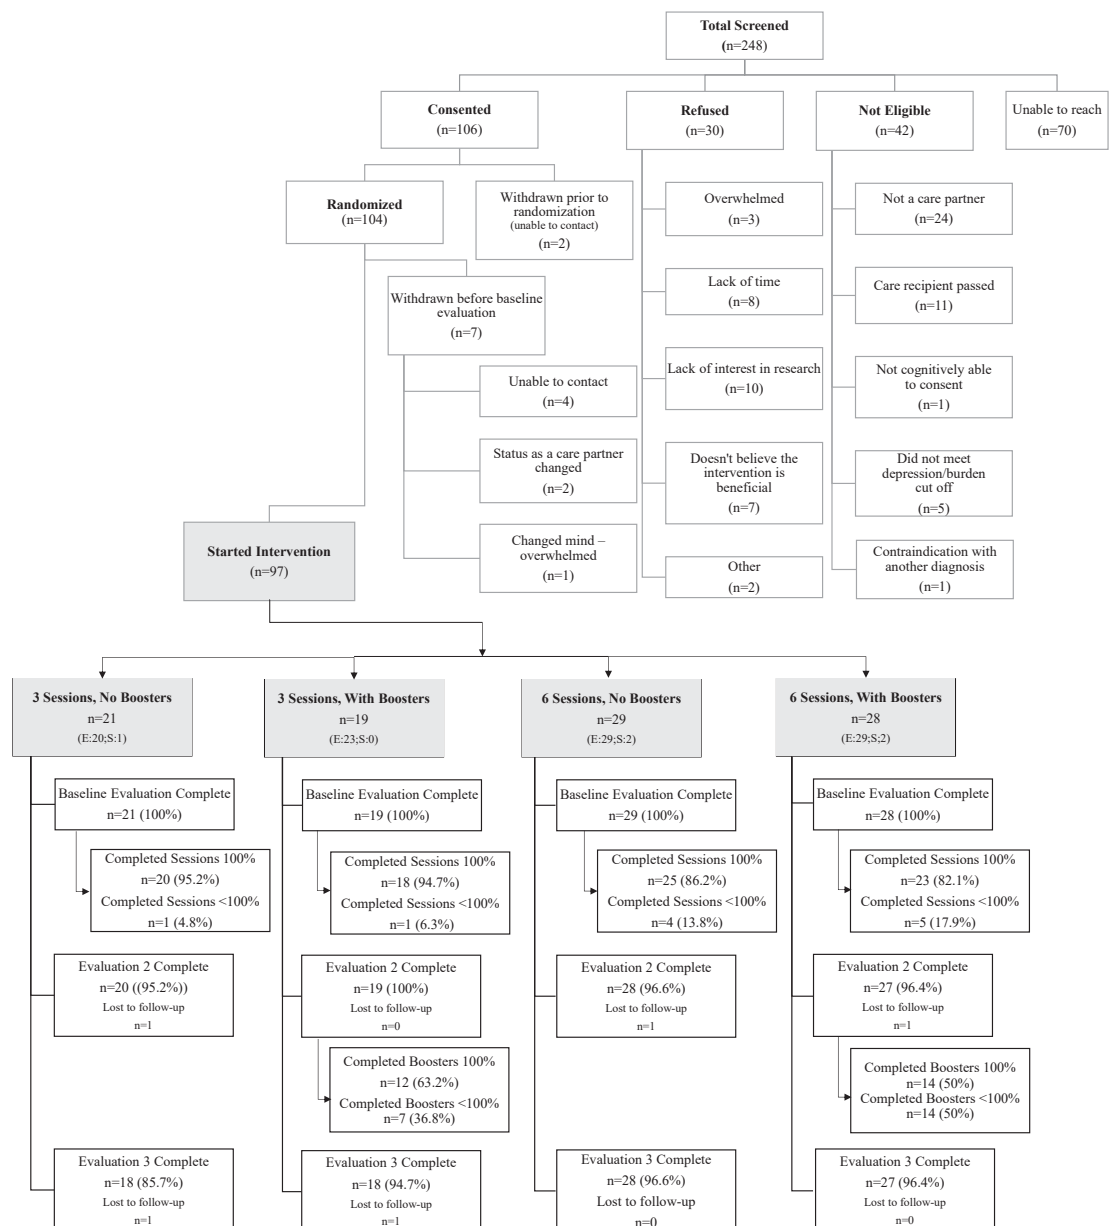 Total Screened
(n=248)
Consented
(n=106)
Refused
(n=30)
Not Eligible
(n=42)
Unable to reach
(n=70)
Randomized
(n=104)
Withdrawn prior to
randomization
(unable to contact)
(n=2)
Overwhelmed
(n=3)
Not a care partner
(n=24)
Withdrawn before baseline
evaluation
(n=7)
Lack of time
(n=8)
Care recipient passed
(n=11)
Unable to contact
(n=4)
Lack of interest in research
(n=10)
Not cognitively able
to consent
(n=1)
Status as a care partner
changed
(n=2)
Doesn't believe the
intervention is
beneficial
(n=7)
Did not meet
depression/burden
cut off
(n=5)
Started Intervention
(n=97)
Changed mind –
overwhelmed
(n=1)
Other
(n=2)
Contraindication with
another diagnosis
(n=1)
3 Sessions, No Boosters
n=21
(E:20;S:1)
3 Sessions, With Boosters
n=19
(E:23;S:0)
6 Sessions, No Boosters
n=29
(E:29;S:2)
6 Sessions, With Boosters
n=28
(E:29;S;2)
Baseline Evaluation Complete
n=21 (100%)
Baseline Evaluation Complete
n=19 (100%)
Baseline Evaluation Complete
n=29 (100%)
Baseline Evaluation Complete
n=28 (100%)
Completed Sessions 100%
n=20 (95.2%)
Completed Sessions <100%
n=1 (4.8%)
Completed Sessions 100%
n=18 (94.7%)
Completed Sessions <100%
n=1 (6.3%)
Completed Sessions 100%
n=25 (86.2%)
Completed Sessions <100%
n=4 (13.8%)
Completed Sessions 100%
n=23 (82.1%)
Completed Sessions <100%
n=5 (17.9%)
Evaluation 2 Complete
n=20 ((95.2%))
Lost to follow-up
n=1
Evaluation 2 Complete
n=19 (100%)
Lost to follow-up
n=0
Evaluation 2 Complete
n=28 (96.6%)
Lost to follow-up
n=1
Evaluation 2 Complete
n=27 (96.4%)
Lost to follow-up
n=1
Completed Boosters 100%
n=12 (63.2%)
Completed Boosters <100%
n=7 (36.8%)
Completed Boosters 100%
n=14 (50%)
Completed Boosters <100%
n=14 (50%)
Evaluation 3 Complete
n=18 (85.7%)
Lost to follow-up
n=1
Evaluation 3 Complete
n=18 (94.7%)
Lost to follow-up
n=1
Evaluation 3 Complete
n=28 (96.6%)
Lost to follow-up
n=0
Evaluation 3 Complete
n=27 (96.4%)
Lost to follow-up
n=0